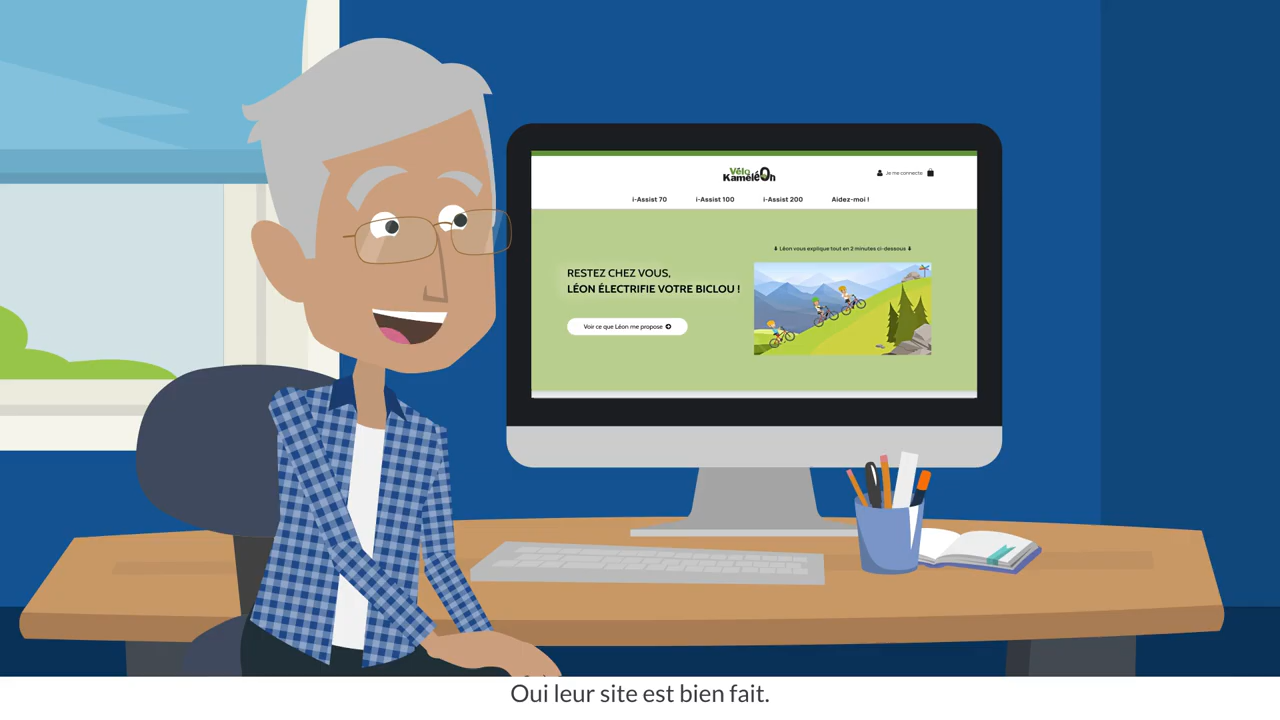 Vélo
Kaméléon
Je me connecte
i-Assist 70 i-Assist 100 i-Assist 200 Aidez-moi !
Léon vous explique tout en 2 minutes ci-dessous
RESTEZ CHEZ VOUS,
LÉON ÉLECTRIFIE VOTRE BICLOU !
Voir ce que Léon me propose
Oui leur site est bien fait.